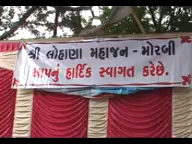 શ્રી લોહાણા મહાજન - મોરબી
આપનું હાર્દિક સ્વાગત કરેછે.